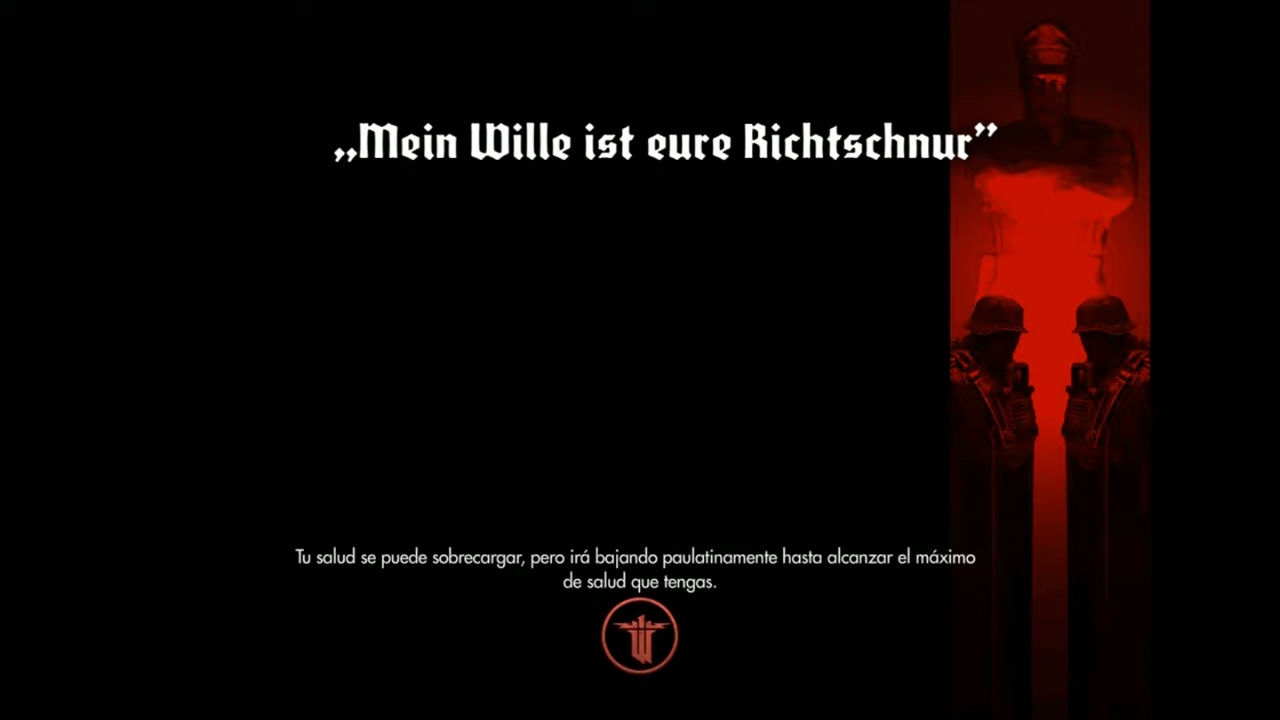 „Mein Wille ist eure Richtschnur”
Tu salud se puede sobrecargar, pero irá bajando paulatinamente hasta alcanzar el máximo
de salud que tengas.